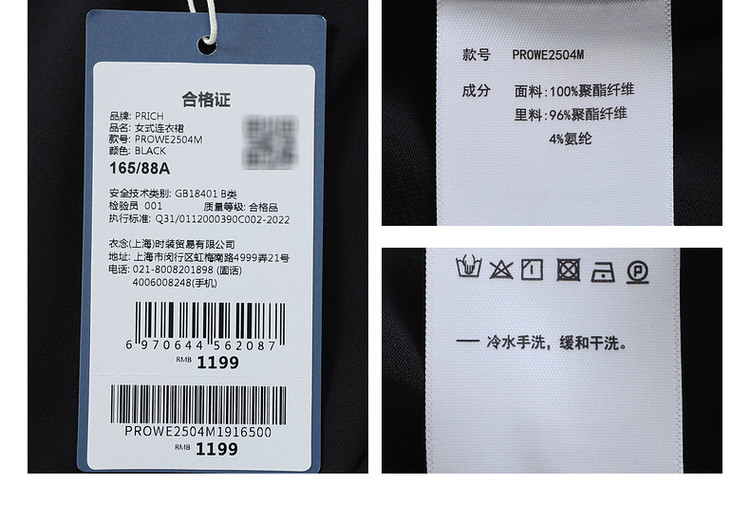 合格证
品牌: PRICH
品名: 女式连衣裙
款号: PROWE2504M
颜色: BLACK
165/88A
安全技术类别: GB18401 B类
检验员 001 质量等级: 合格品
执行标准: Q31/0112000390C002-2022
衣念(上海)时装贸易有限公司
地址: 上海市闵行区虹梅南路4999弄21号
电话: 021-8008201898 (固话)
4006008248(手机)
6 970644 562087
RMB 1199
PROWE2504M1916500
RMB 1199
款号 PROWE2504M
成分 面料:100%聚酯纤维
里料:96%聚酯纤维
4%氨纶
P
冷水手洗，缓和干洗。